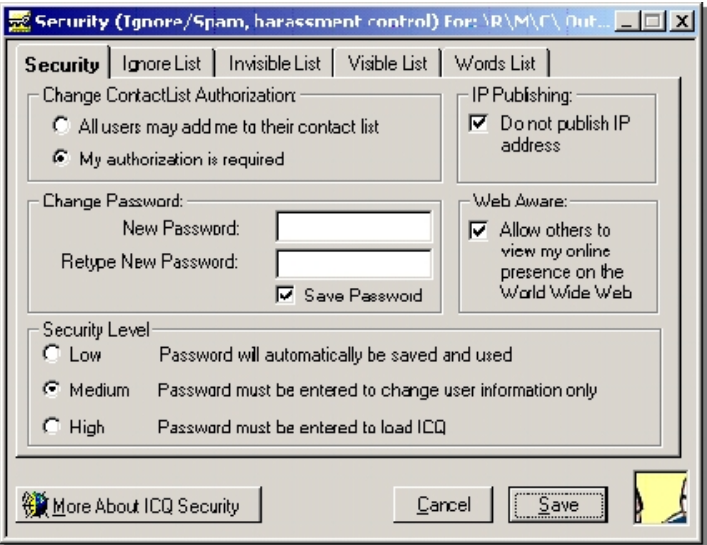 Security (Ignore/Spam, harassment control) For: \R\M\C\ Out...
Security
Ignore List
Invisible List
Visible List
Words List
Change ContactList Authorization:
All users may add me to their contact list
My authorization is required
IP Publishing:
Do not publish IP
address
Change Password:
New Password:
Retype New Password:
Save Password
Web Aware:
Allow others to
view my online
presence on the
World Wide Web
Security Level
Low Password will automatically be saved and used
Medium Password must be entered to change user information only
High Password must be entered to load ICQ
More About ICQ Security
Cancel
Save